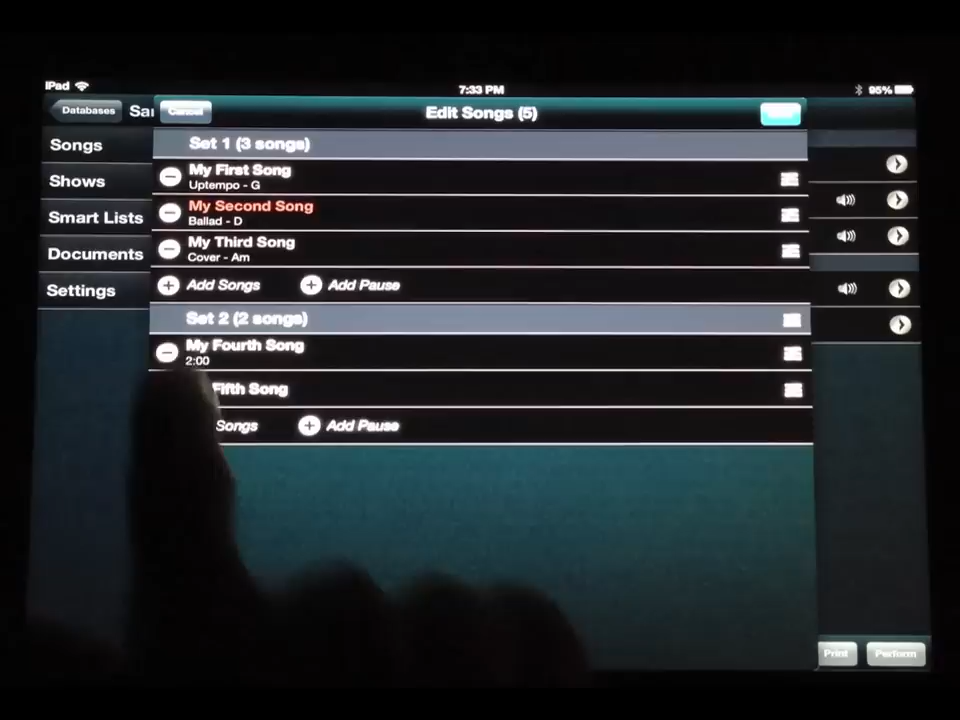 iPad 7:33 PM 95%
Databases Sa Cancel Edit Songs (5)
Songs
Shows
Smart Lists
Documents
Settings
Set 1 (3 songs)
My First Song
Uptempo - G
My Second Song
Ballad - D
My Third Song
Cover - Am
Add Songs Add Pause
Set 2 (2 songs)
My Fourth Song
2:00
Fifth Song
Songs Add Pause
Print Perform